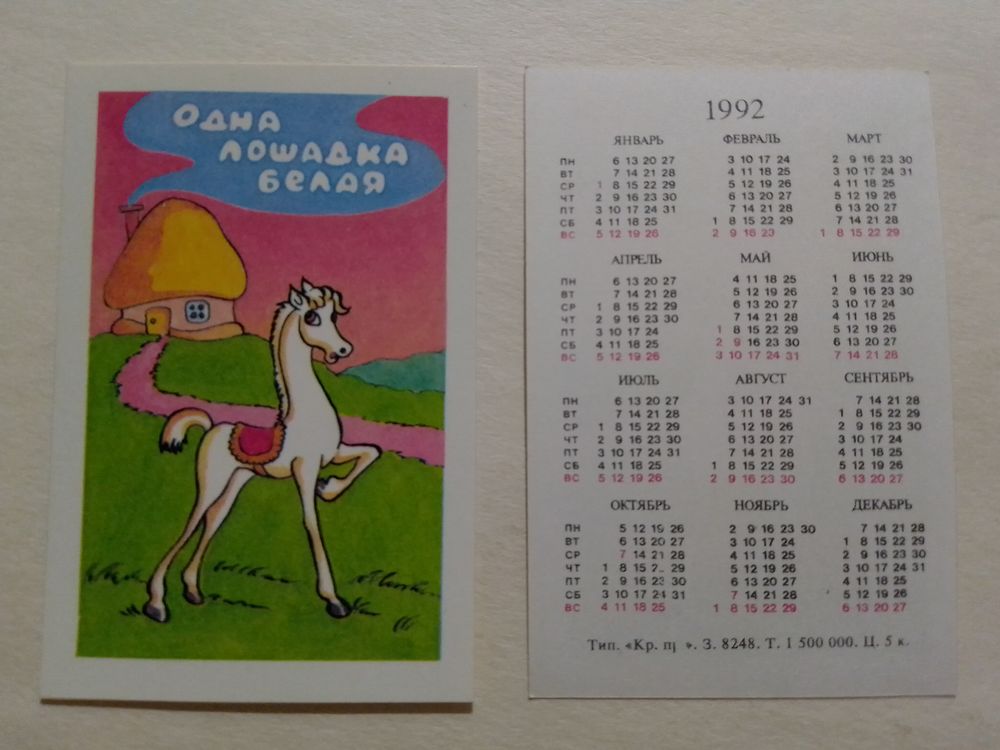 ОДНА
ЛОШАДКА
БЕЛАЯ
1992
ЯНВАРЬ ФЕВРАЛЬ МАРТ
ПН 6 13 20 27 3 10 17 24 2 9 16 23 30
ВТ 7 14 21 28 4 11 18 25 3 10 17 24 31
СР 1 8 15 22 29 5 12 19 26 4 11 18 25
ЧТ 2 9 16 23 30 6 13 20 27 5 12 19 26
ПТ 3 10 17 24 31 7 14 21 28 6 13 20 27
СБ 4 11 18 25 1 8 15 22 29 7 14 21 28
ВС 5 12 19 26 2 9 16 23 1 8 15 22 29
АПРЕЛЬ МАЙ ИЮНЬ
ПН 6 13 20 27 4 11 18 25 1 8 15 22 29
ВТ 7 14 21 28 5 12 19 26 2 9 16 23 30
СР 1 8 15 22 29 6 13 20 27 3 10 17 24
ЧТ 2 9 16 23 30 7 14 21 28 4 11 18 25
ПТ 3 10 17 24 1 8 15 22 29 5 12 19 26
СБ 4 11 18 25 2 9 16 23 30 6 13 20 27
ВС 5 12 19 26 3 10 17 24 31 7 14 21 28
ИЮЛЬ АВГУСТ СЕНТЯБРЬ
ПН 6 13 20 27 3 10 17 24 31 7 14 21 28
ВТ 7 14 21 28 4 11 18 25 1 8 15 22 29
СР 1 8 15 22 29 5 12 19 26 2 9 16 23 30
ЧТ 2 9 16 23 30 6 13 20 27 3 10 17 24
ПТ 3 10 17 24 31 7 14 21 28 4 11 18 25
СБ 4 11 18 25 1 8 15 22 29 5 12 19 26
ВС 5 12 19 26 2 9 16 23 30 6 13 20 27
ОКТЯБРЬ НОЯБРЬ ДЕКАБРЬ
ПН 5 12 19 26 2 9 16 23 30 7 14 21 28
ВТ 6 13 20 27 3 10 17 24 1 8 15 22 29
СР 7 14 21 28 4 11 18 25 2 9 16 23 30
ЧТ 1 8 15 29 5 12 19 26 3 10 17 24 31
ПТ 2 9 16 23 30 6 13 20 27 4 11 18 25
СБ 3 10 17 24 31 7 14 21 28 5 12 19 26
ВС 4 11 18 25 1 8 15 22 29 6 13 20 27
Тип. «Кр. ». З. 8248. Т. 1 500 000. Ц. 5 к.